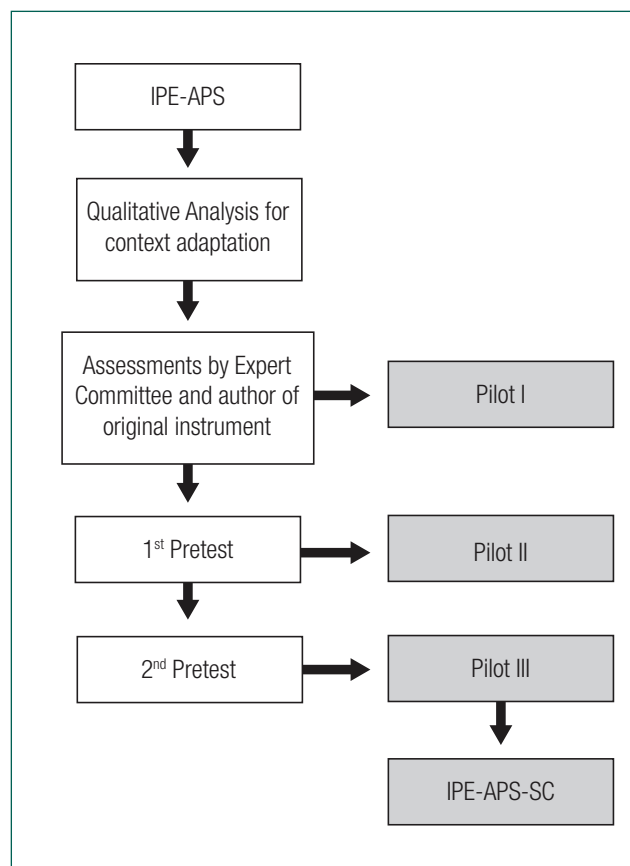 IPE-APS
Qualitative Analysis for
context adaptation
Assessments by Expert
Committee and author of
original instrument
Pilot I
1st Pretest
Pilot II
2nd Pretest
Pilot III
IPE-APS-SC